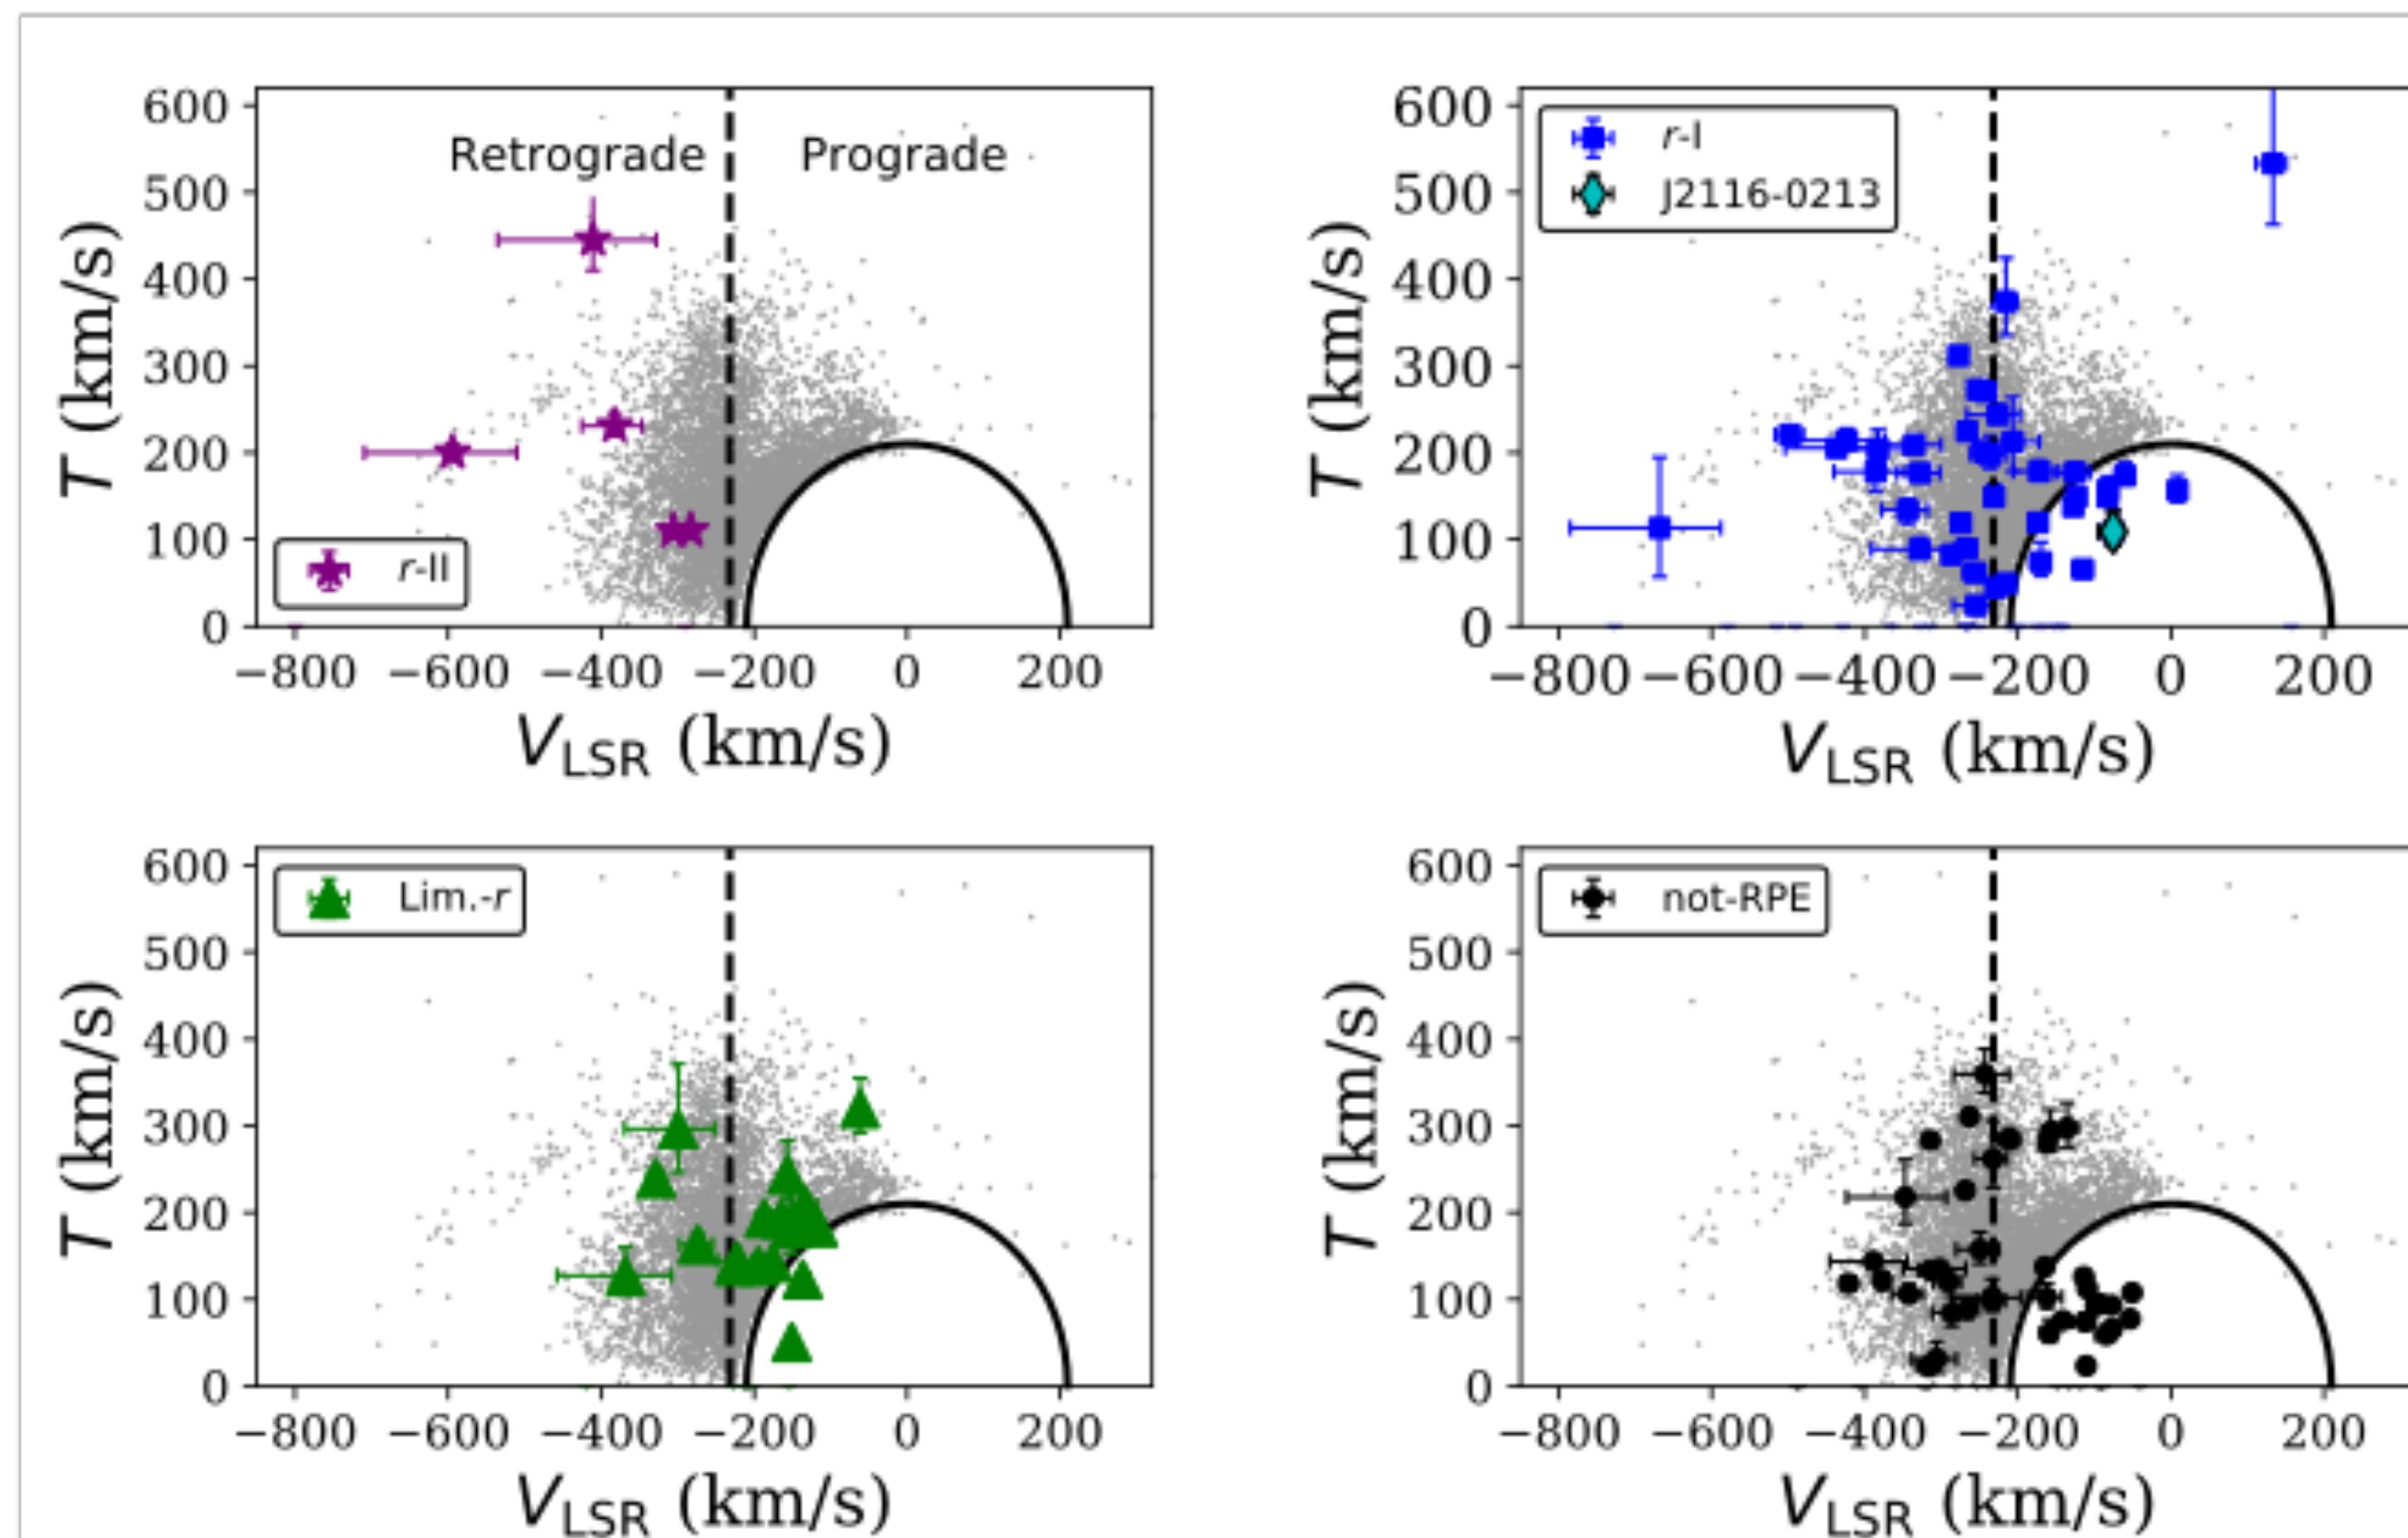 600
500
400
300
200
100
0
T (km/s)
Retrograde
Prograde
r-II
−800 −600 −400 −200 0 200
V_LSR (km/s)
600
500
400
300
200
100
0
T (km/s)
r-I
J2116-0213
−800 −600 −400 −200 0 200
V_LSR (km/s)
600
500
400
300
200
100
0
T (km/s)
Lim.-r
−800 −600 −400 −200 0 200
V_LSR (km/s)
600
500
400
300
200
100
0
T (km/s)
not-RPE
−800 −600 −400 −200 0 200
V_LSR (km/s)